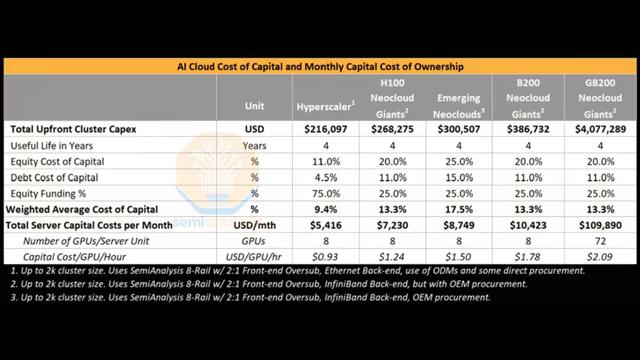 AI Cloud Cost of Capital and Monthly Capital Cost of Ownership
Unit Hyperscaler1 H100 Neocloud Giants2 Emerging Neoclouds3 B200 Neocloud Giants2 GB200 Neocloud Giants2
Total Upfront Cluster Capex USD $216,097 $268,275 $300,507 $386,732 $4,077,289
Useful Life in Years Years 4 4 4 4 4
Equity Cost of Capital % 11.0% 20.0% 25.0% 20.0% 20.0%
Debt Cost of Capital % 4.5% 11.0% 15.0% 11.0% 11.0%
Equity Funding % % 75.0% 25.0% 25.0% 25.0% 25.0%
Weighted Average Cost of Capital % 9.4% 13.3% 17.5% 13.3% 13.3%
Total Server Capital Costs per Month USD/mth $5,416 $7,230 $8,749 $10,423 $109,890
Number of GPUs/Server Unit GPUs 8 8 8 8 72
Capital Cost/GPU/Hour USD/GPU/hr $0.93 $1.24 $1.50 $1.78 $2.09
1. Up to 2k cluster size. Uses SemiAnalysis 8-Rail w/ 2:1 Front-end Oversub, Ethernet Back-end, use of ODMs and some direct procurement.
2. Up to 2k cluster size. Uses SemiAnalysis 8-Rail w/ 2:1 Front-end Oversub, InfiniBand Back-end, but with OEM procurement.
3. Up to 2k cluster size. Uses SemiAnalysis 8-Rail w/ 2:1 Front-end Oversub, InfiniBand Back-end, OEM procurement.